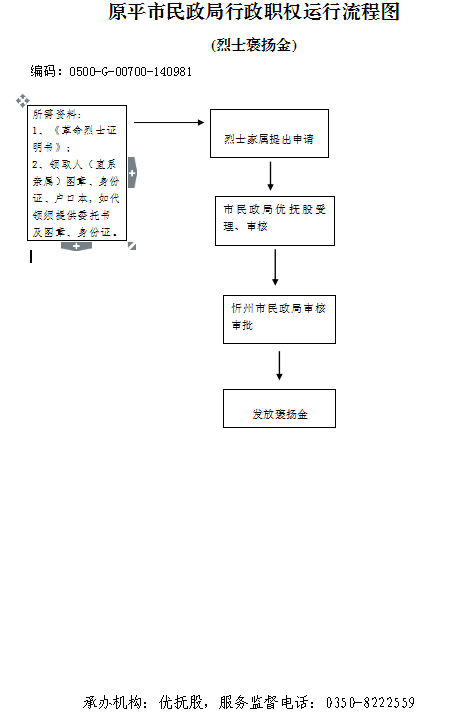 原平市民政局行政职权运行流程图
(烈士褒扬金)
编码：0500-G-00700-140981
所需资料：
1、《革命烈士证
明书》；
2、领取人（直系
亲属）图章、身份
证、户口本，如代
领须提供委托书
及图章、身份证。
烈士家属提出申请
市民政局优抚股受
理、审核
忻州市民政局审核
审批
发放褒扬金
承办机构：优抚股，服务监督电话：0350-8222559